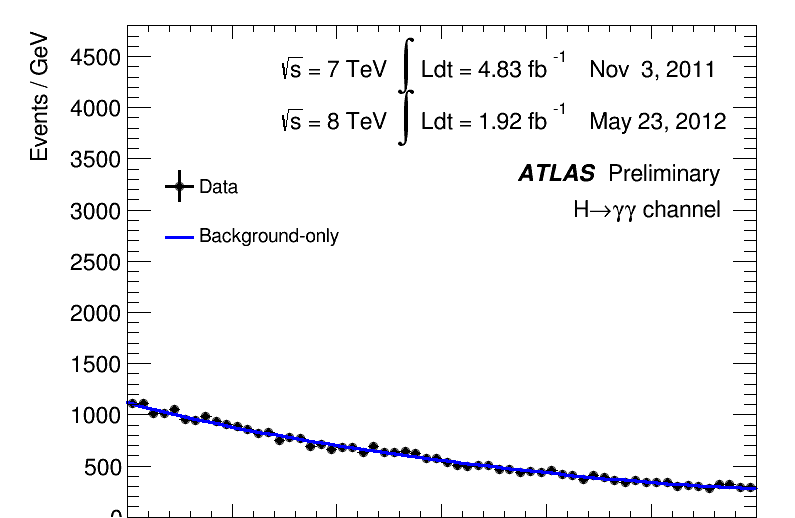 Events / GeV
4500
4000
3500
3000
2500
2000
1500
1000
500
0
√s = 7 TeV ∫ Ldt = 4.83 fb⁻¹ Nov 3, 2011
√s = 8 TeV ∫ Ldt = 1.92 fb⁻¹ May 23, 2012
ATLAS Preliminary
H→γγ channel
Data
Background-only